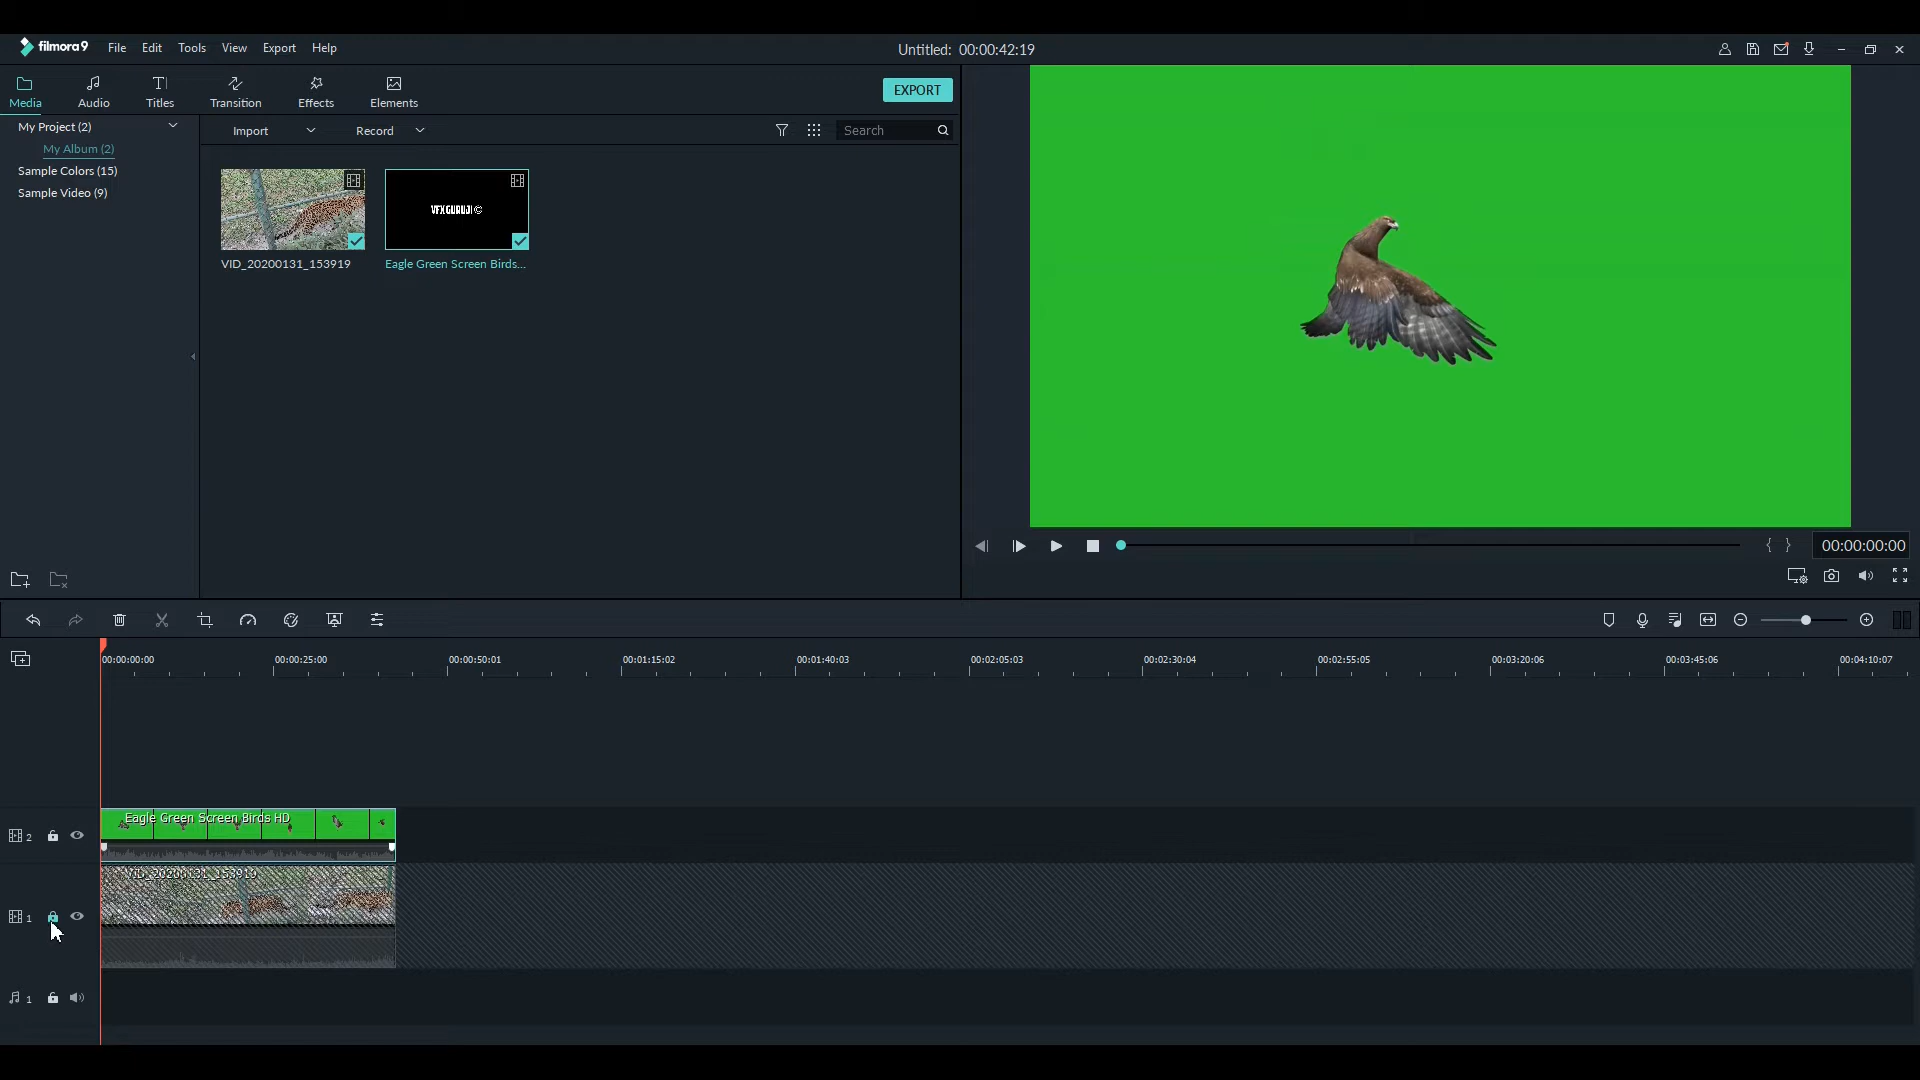 filmora9 File Edit Tools View Export Help
Untitled: 00:00:42:19
Media Audio Titles Transition Effects Elements
EXPORT
My Project (2)
My Album (2)
Sample Colors (15)
Sample Video (9)
Import Record Search
VFXGURUJI ©
VID_20200131_153919 Eagle Green Screen Birds...
{ } 00:00:00:00
00:00:00:00 00:00:25:00 00:00:50:01 00:01:15:02 00:01:40:03 00:02:05:03 00:02:30:04 00:02:55:05 00:03:20:06 00:03:45:06 00:04:10:07
Eagle Green Screen Birds HD
2
VID_20200131_153919
1
1